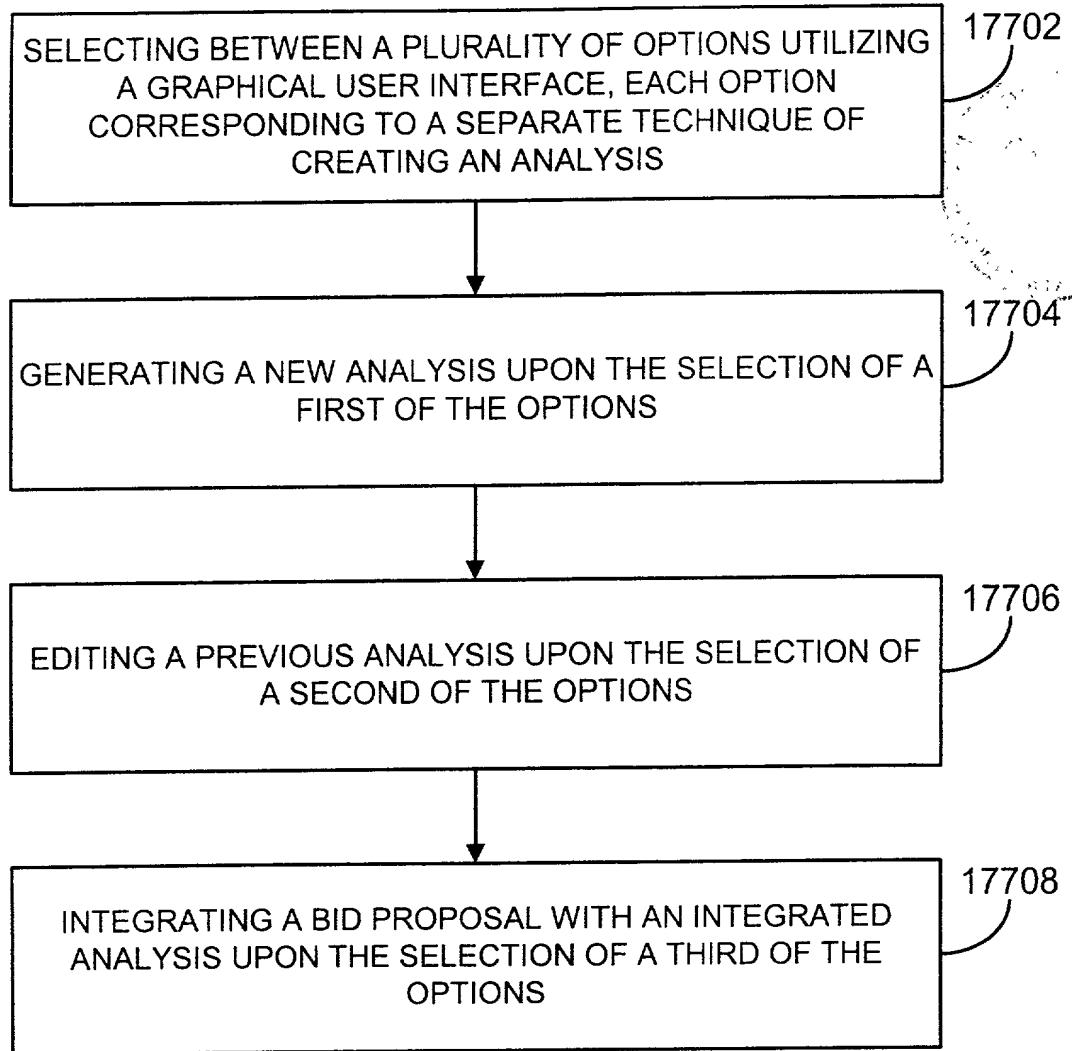 17702
SELECTING BETWEEN A PLURALITY OF OPTIONS UTILIZING
A GRAPHICAL USER INTERFACE, EACH OPTION
CORRESPONDING TO A SEPARATE TECHNIQUE OF
CREATING AN ANALYSIS
17704
GENERATING A NEW ANALYSIS UPON THE SELECTION OF A
FIRST OF THE OPTIONS
17706
EDITING A PREVIOUS ANALYSIS UPON THE SELECTION OF
A SECOND OF THE OPTIONS
17708
INTEGRATING A BID PROPOSAL WITH AN INTEGRATED
ANALYSIS UPON THE SELECTION OF A THIRD OF THE
OPTIONS